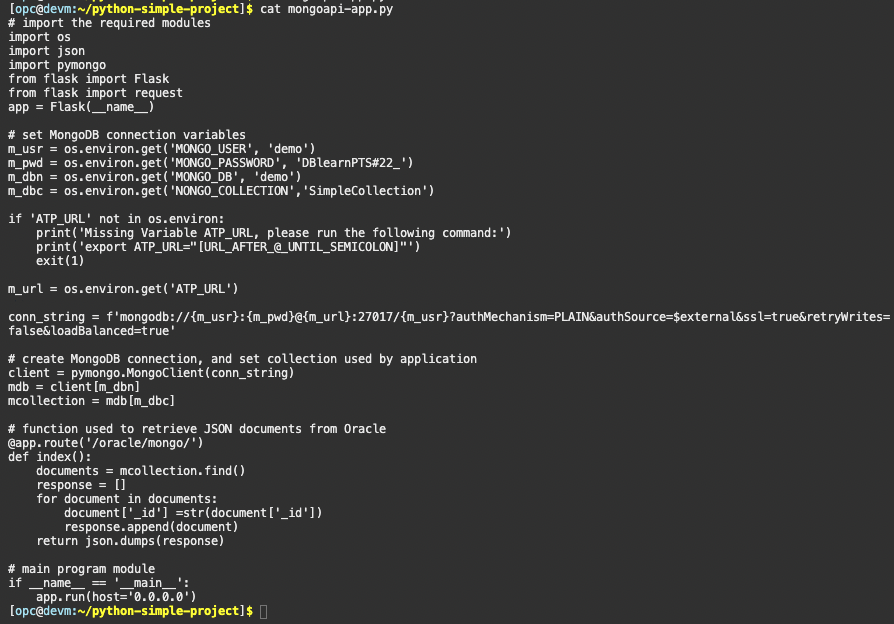 [opc@devm:~/python-simple-project]$ cat mongoapi-app.py
# import the required modules
import os
import json
import pymongo
from flask import Flask
from flask import request
app = Flask(__name__)

# set MongoDB connection variables
m_usr = os.environ.get('MONGO_USER', 'demo')
m_pwd = os.environ.get('MONGO_PASSWORD', 'DBlearnPTS#22_')
m_dbn = os.environ.get('MONGO_DB', 'demo')
m_dbc = os.environ.get('NONGO_COLLECTION','SimpleCollection')

if 'ATP_URL' not in os.environ:
    print('Missing Variable ATP_URL, please run the following command:')
    print('export ATP_URL="[URL_AFTER_@_UNTIL_SEMICOLON]"')
    exit(1)

m_url = os.environ.get('ATP_URL')

conn_string = f'mongodb://{m_usr}:{m_pwd}@{m_url}:27017/{m_usr}?authMechanism=PLAIN&authSource=$external&ssl=true&retryWrites=
false&loadBalanced=true'

# create MongoDB connection, and set collection used by application
client = pymongo.MongoClient(conn_string)
mdb = client[m_dbn]
mcollection = mdb[m_dbc]

# function used to retrieve JSON documents from Oracle
@app.route('/oracle/mongo/')
def index():
    documents = mcollection.find()
    response = []
    for document in documents:
        document['_id'] =str(document['_id'])
        response.append(document)
    return json.dumps(response)

# main program module
if __name__ == '__main__':
    app.run(host='0.0.0.0')
[opc@devm:~/python-simple-project]$